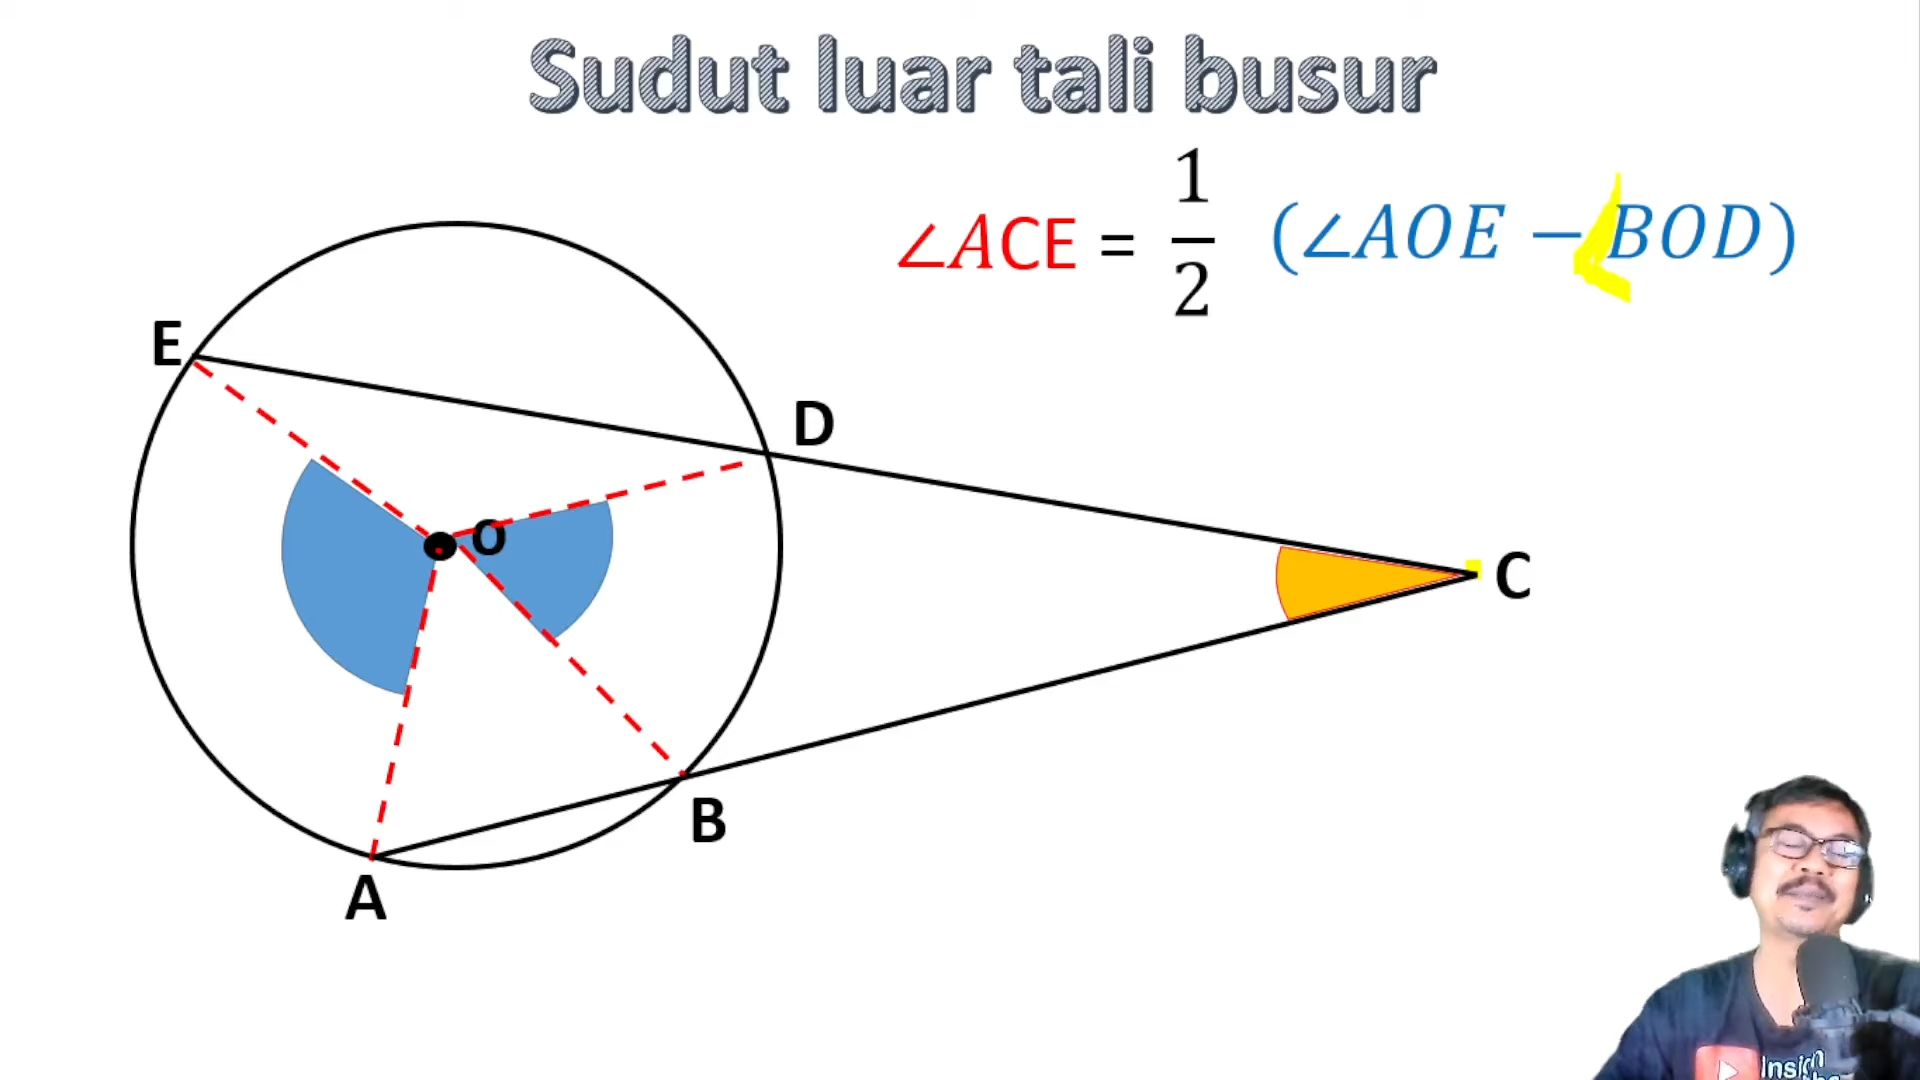 Sudut luar tali busur
∠ACE = 1/2 (∠AOE − ∠BOD)
E
D
O
C
B
A